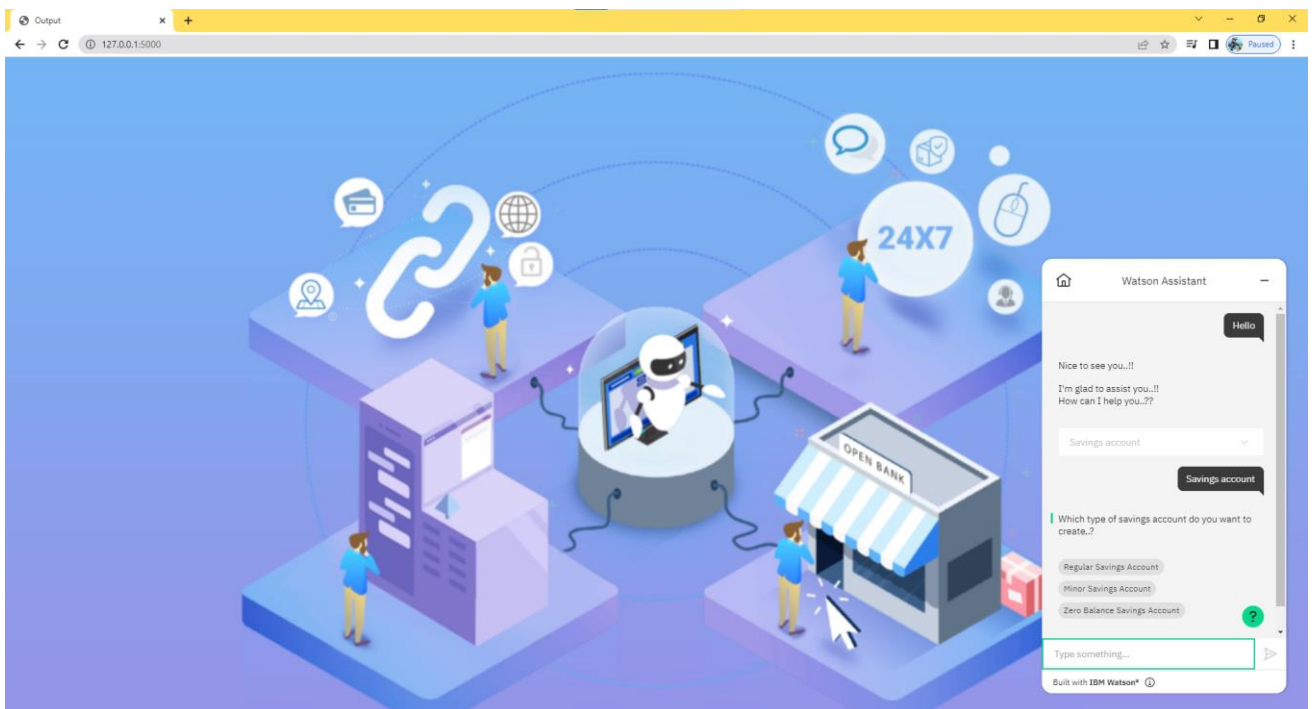 Output
127.0.0.1:5000
Paused
24X7
OPEN BANK
Watson Assistant
Hello
Nice to see you..!!
I'm glad to assist you..!!
How can I help you..??
Savings account
Savings account
Which type of savings account do you want to
create..?
Regular Savings Account
Minor Savings Account
Zero Balance Savings Account
?
Type something...
Built with IBM Watson®